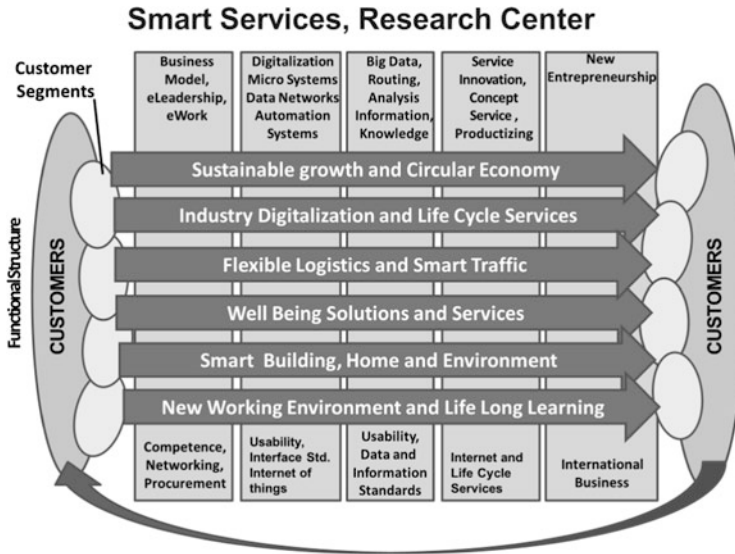 Smart Services, Research Center
Customer
Segments
Business
Model,
eLeadership,
eWork
Digitalization
Micro Systems
Data Networks
Automation
Systems
Big Data,
Routing,
Analysis
Information,
Knowledge
Service
Innovation,
Concept
Service ,
Productizing
New
Entrepreneurship
Functional Structure
CUSTOMERS
Sustainable growth and Circular Economy
Industry Digitalization and Life Cycle Services
Flexible Logistics and Smart Traffic
Well Being Solutions and Services
Smart Building, Home and Environment
New Working Environment and Life Long Learning
CUSTOMERS
Competence,
Networking,
Procurement
Usability,
Interface Std.
Internet of
things
Usability,
Data and
Information
Standards
Internet and
Life Cycle
Services
International
Business